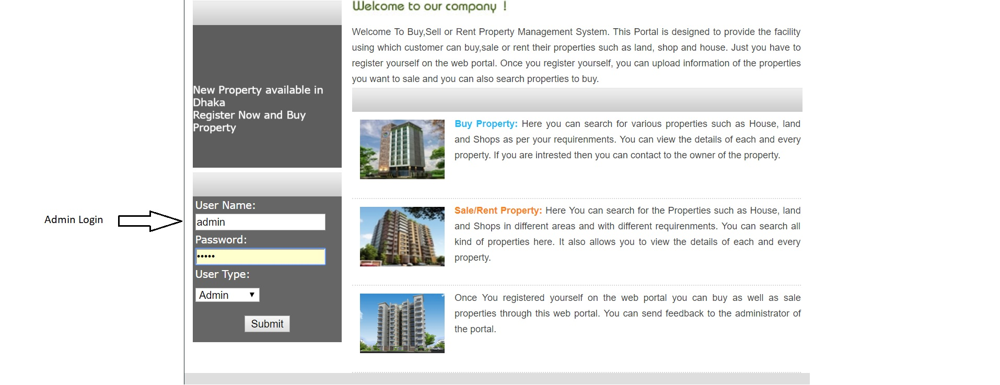 Welcome to our company !
Welcome To Buy,Sell or Rent Property Management System. This Portal is designed to provide the facility
using which customer can buy,sale or rent their properties such as land, shop and house. Just you have to
register yourself on the web portal. Once you register yourself, you can upload information of the properties
you want to sale and you can also search properties to buy.
New Property available in
Dhaka
Register Now and Buy
Property
Buy Property: Here you can search for various properties such as House, land
and Shops as per your requirenments. You can view the details of each and every
property. If you are intrested then you can contact to the owner of the property.
Admin Login
User Name:
admin
Password:
•••••
User Type:
Admin
Submit
Sale/Rent Property: Here You can search for the Properties such as House, land
and Shops in different areas and with different requirenments. You can search all
kind of properties here. It also allows you to view the details of each and every
property.
Once You registered yourself on the web portal you can buy as well as sale
properties through this web portal. You can send feedback to the administrator of
the portal.